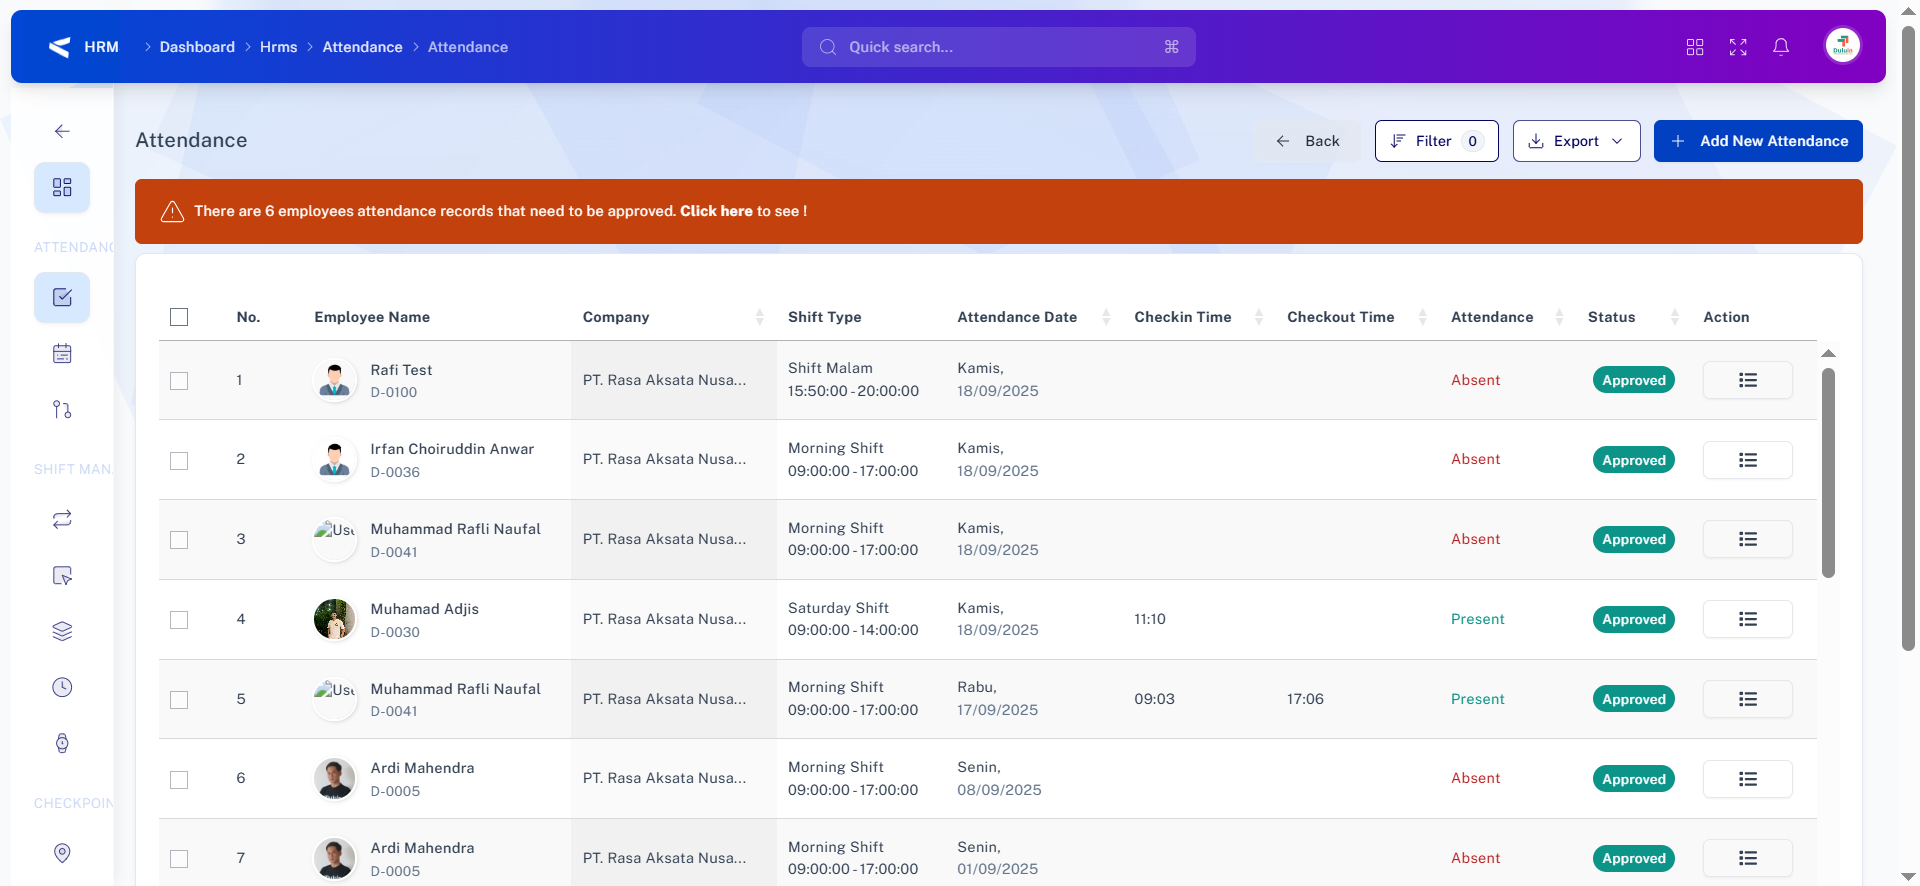 HRM > Dashboard > Hrms > Attendance > Attendance
Quick search... ⌘
Duluin
Attendance
Back
Filter 0
Export
Add New Attendance
There are 6 employees attendance records that need to be approved. Click here to see !
ATTENDANC
SHIFT MAN.
CHECKPOIN
No. Employee Name Company Shift Type Attendance Date Checkin Time Checkout Time Attendance Status Action
1 Rafi Test PT. Rasa Aksata Nusa... Shift Malam Kamis, Absent Approved
D-0100 15:50:00 - 20:00:00 18/09/2025
2 Irfan Choiruddin Anwar PT. Rasa Aksata Nusa... Morning Shift Kamis, Absent Approved
D-0036 09:00:00 - 17:00:00 18/09/2025
3 Use Muhammad Rafli Naufal PT. Rasa Aksata Nusa... Morning Shift Kamis, Absent Approved
D-0041 09:00:00 - 17:00:00 18/09/2025
4 Muhamad Adjis PT. Rasa Aksata Nusa... Saturday Shift Kamis, 11:10 Present Approved
D-0030 09:00:00 - 14:00:00 18/09/2025
5 Use Muhammad Rafli Naufal PT. Rasa Aksata Nusa... Morning Shift Rabu, 09:03 17:06 Present Approved
D-0041 09:00:00 - 17:00:00 17/09/2025
6 Ardi Mahendra PT. Rasa Aksata Nusa... Morning Shift Senin, Absent Approved
D-0005 09:00:00 - 17:00:00 08/09/2025
7 Ardi Mahendra PT. Rasa Aksata Nusa... Morning Shift Senin, Absent Approved
D-0005 09:00:00 - 17:00:00 01/09/2025